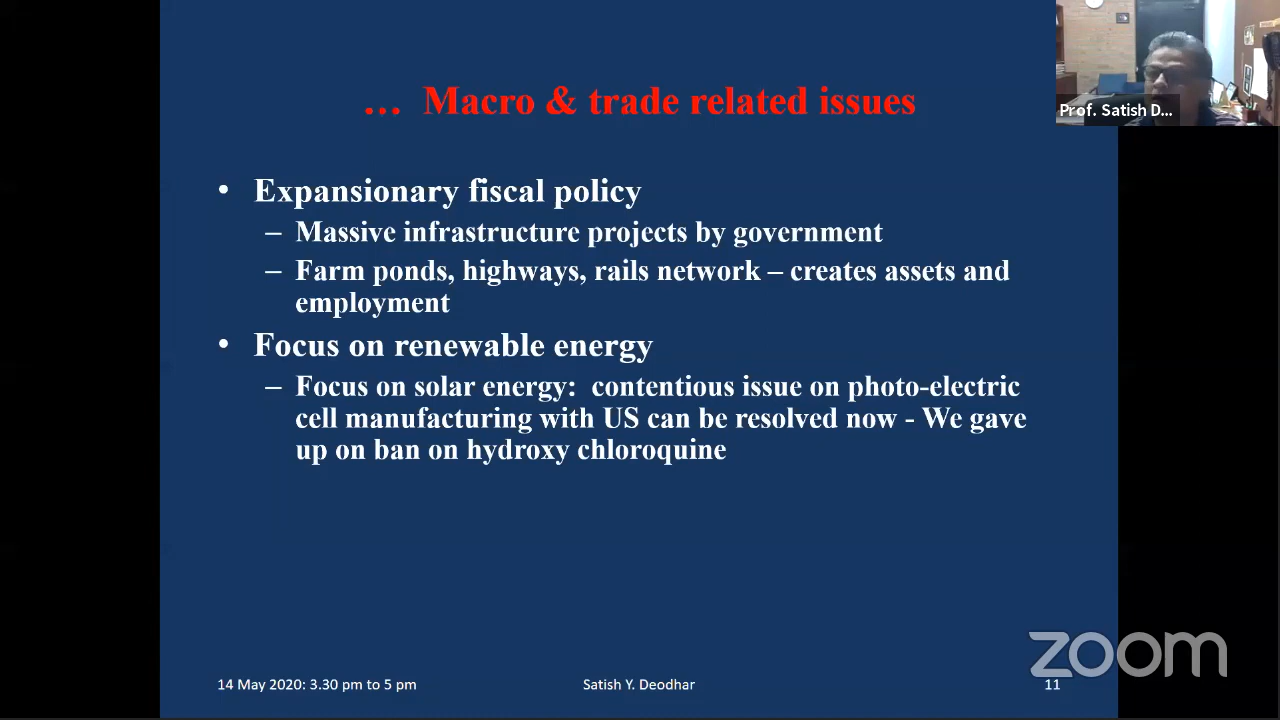 … Macro & trade related issues
Prof. Satish D...
• Expansionary fiscal policy
– Massive infrastructure projects by government
– Farm ponds, highways, rails network – creates assets and
employment
• Focus on renewable energy
– Focus on solar energy: contentious issue on photo-electric
cell manufacturing with US can be resolved now - We gave
up on ban on hydroxy chloroquine
zoom
14 May 2020: 3.30 pm to 5 pm
Satish Y. Deodhar
11